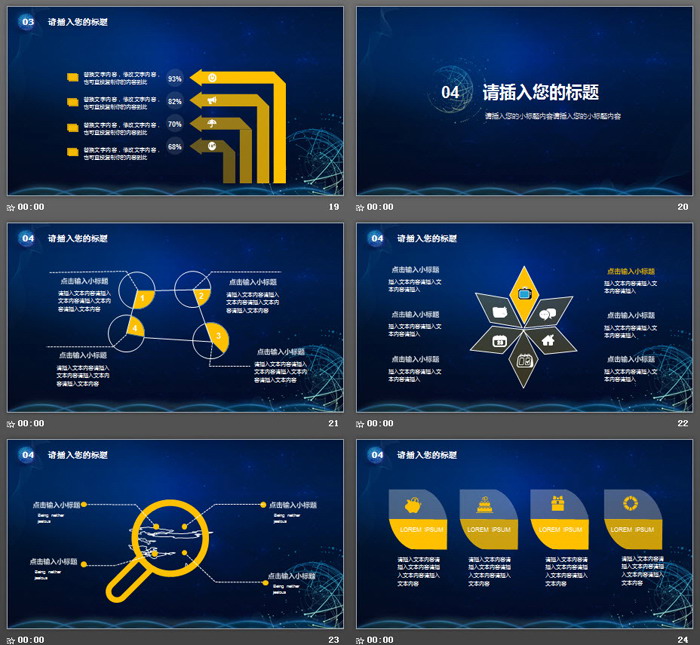 03 请插入您的标题
替换文字内容，修改文字内容，
也可直接复制你的内容到此
93%
替换文字内容，修改文字内容，
也可直接复制你的内容到此
82%
替换文字内容，修改文字内容，
也可直接复制你的内容到此
70%
替换文字内容，修改文字内容，
也可直接复制你的内容到此
68%
00:00 19
04 请插入您的标题
请插入您的小标题内容请插入您的小标题内容
00:00 20
04 请插入您的标题
点击输入小标题
请插入文本内容请插入
文本内容请插入文本内
容请插入文本内容
1
2
点击输入小标题
请插入文本内容请插入
文本内容请插入文本内
容请插入文本内容
4
3
点击输入小标题
请插入文本内容请插入
文本内容请插入文本内
容请插入文本内容
点击输入小标题
请插入文本内容请插入
文本内容请插入文本内
容请插入文本内容
00:00 21
04 请插入您的标题
点击输入小标题
插入文本内容请插入文
本内容请插入
点击输入小标题
插入文本内容请插入文
本内容请插入
点击输入小标题
插入文本内容请插入文
本内容请插入
点击输入小标题
插入文本内容请插入文
本内容请插入
点击输入小标题
插入文本内容请插入文
本内容请插入
点击输入小标题
插入文本内容请插入文
本内容请插入
00:00 22
04 请插入您的标题
点击输入小标题
Being neither
jealous
点击输入小标题
Being neither
jealous
点击输入小标题
Being neither
jealous
点击输入小标题
Being neither
jealous
00:00 23
04 请插入您的标题
LOREM IPSUM
LOREM IPSUM
LOREM IPSUM
LOREM IPSUM
请插入文本内容请
插入文本内容请插
入文本内容请插入
文本内容
请插入文本内容请
插入文本内容请插
入文本内容请插入
文本内容
请插入文本内容请
插入文本内容请插
入文本内容请插入
文本内容
请插入文本内容请
插入文本内容请插
入文本内容请插入
文本内容
00:00 24